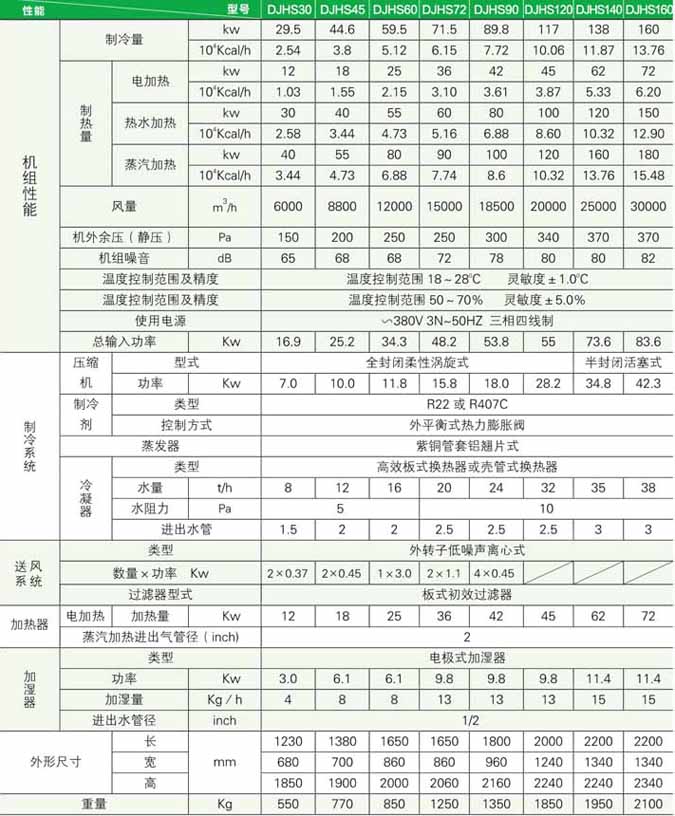 性能 型号 DJHS30 DJHS45 DJHS60 DJHS72 DJHS90 DJHS120 DJHS140 DJHS160
机组性能 制冷量 kw 29.5 44.6 59.5 71.5 89.8 117 138 160
10⁴Kcal/h 2.54 3.8 5.12 6.15 7.72 10.06 11.87 13.76
制热量 电加热 kw 12 18 25 36 42 45 62 72
10⁴Kcal/h 1.03 1.55 2.15 3.10 3.61 3.87 5.33 6.20
热水加热 kw 30 40 55 60 80 100 120 150
10⁴Kcal/h 2.58 3.44 4.73 5.16 6.88 8.60 10.32 12.90
蒸汽加热 kw 40 55 80 90 100 120 160 180
10⁴Kcal/h 3.44 4.73 6.88 7.74 8.6 10.32 13.76 15.48
风量 m³/h 6000 8800 12000 15000 18500 20000 25000 30000
机外余压（静压） Pa 150 200 250 250 300 340 370 370
机组噪音 dB 65 68 68 72 78 80 80 82
温度控制范围及精度 温度控制范围 18~28℃ 灵敏度±1.0℃
温度控制范围及精度 温度控制范围 50~70% 灵敏度±5.0%
使用电源 ∽380V 3N~50HZ 三相四线制
总输入功率 Kw 16.9 25.2 34.3 48.2 53.8 55 73.6 83.6
制冷系统 压缩机 型式 全封闭柔性涡旋式 半封闭活塞式
功率 Kw 7.0 10.0 11.8 15.8 18.0 28.2 34.8 42.3
制冷剂 类型 R22 或 R407C
控制方式 外平衡式热力膨胀阀
蒸发器 紫铜管套铝翅片式
冷凝器 类型 高效板式换热器或壳管式换热器
水量 t/h 8 12 16 20 24 32 35 38
水阻力 Pa 5 10
进出水管 1.5 2 2 2.5 2.5 2.5 3 3
送风系统 类型 外转子低噪声离心式
数量×功率 Kw 2×0.37 2×0.45 1×3.0 2×1.1 4×0.45
过滤器型式 板式初效过滤器
加热器 电加热 加热量 Kw 12 18 25 36 42 45 62 72
蒸汽加热进出气管径（inch) 2
加湿器 类型 电极式加湿器
功率 Kw 3.0 6.1 6.1 9.8 9.8 9.8 11.4 11.4
加湿量 Kg / h 4 8 8 13 13 13 15 15
进出水管径 inch 1/2
外形尺寸 长 mm 1230 1380 1650 1650 1800 2000 2200 2200
宽 680 700 860 860 960 1240 1340 1340
高 1850 1900 2000 2060 2160 2240 2240 2340
重量 Kg 550 770 850 1250 1350 1850 1950 2100